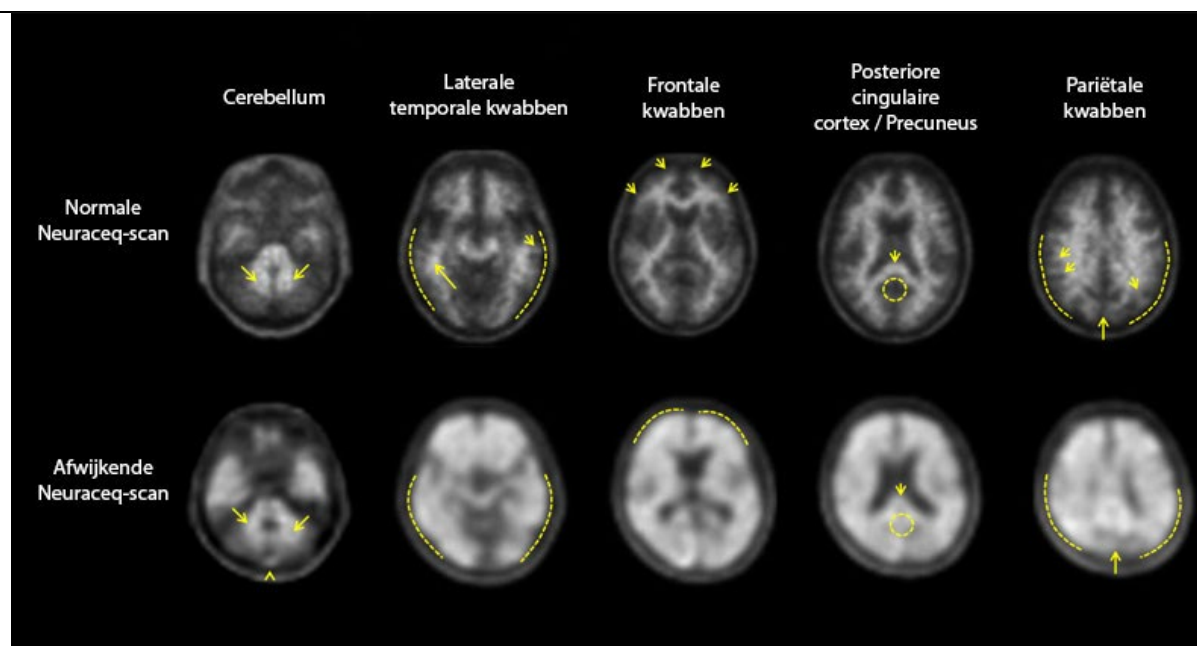 Cerebellum
Laterale
temporale kwabben
Frontale
kwabben
Posteriore
cingulaire
cortex / Precuneus
Pariëtale
kwabben
Normale
Neuraceq-scan
Afwijkende
Neuraceq-scan